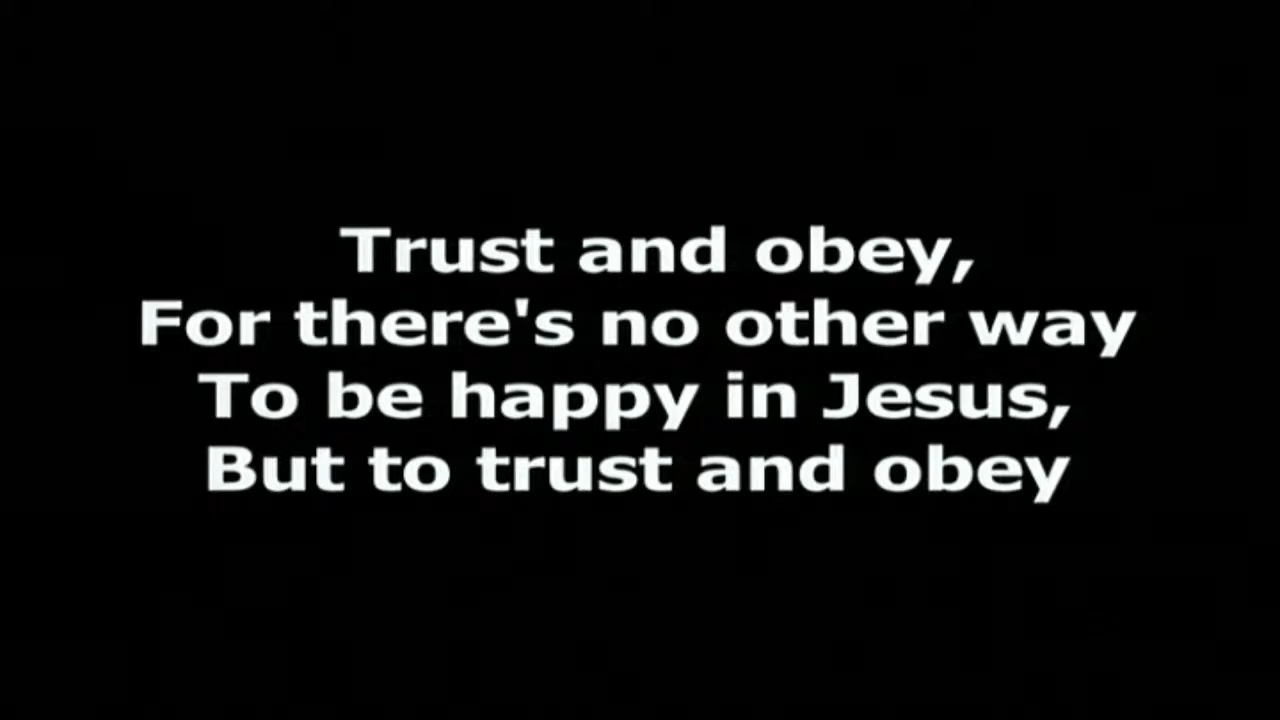 Trust and obey,
For there's no other way
To be happy in Jesus,
But to trust and obey